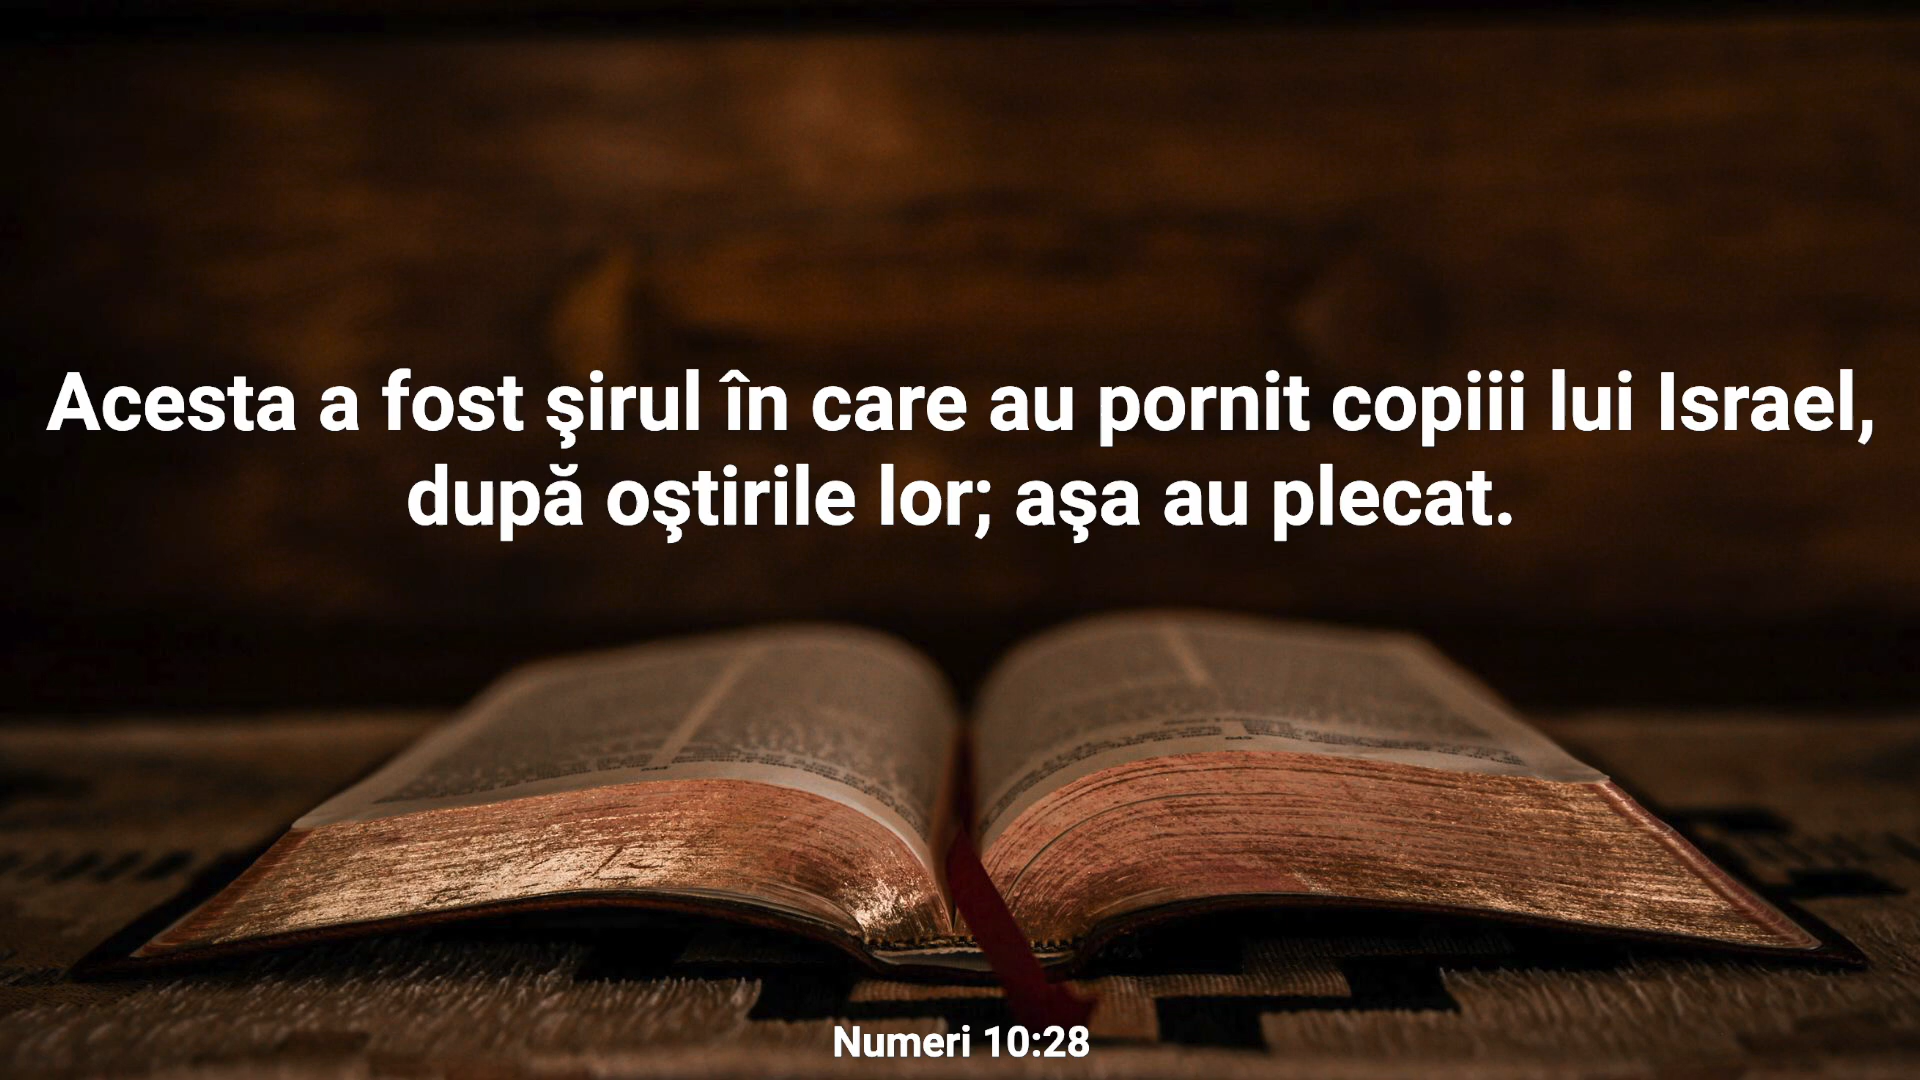 Acesta a fost şirul în care au pornit copiii lui Israel,
după oştirile lor; aşa au plecat.
Numeri 10:28